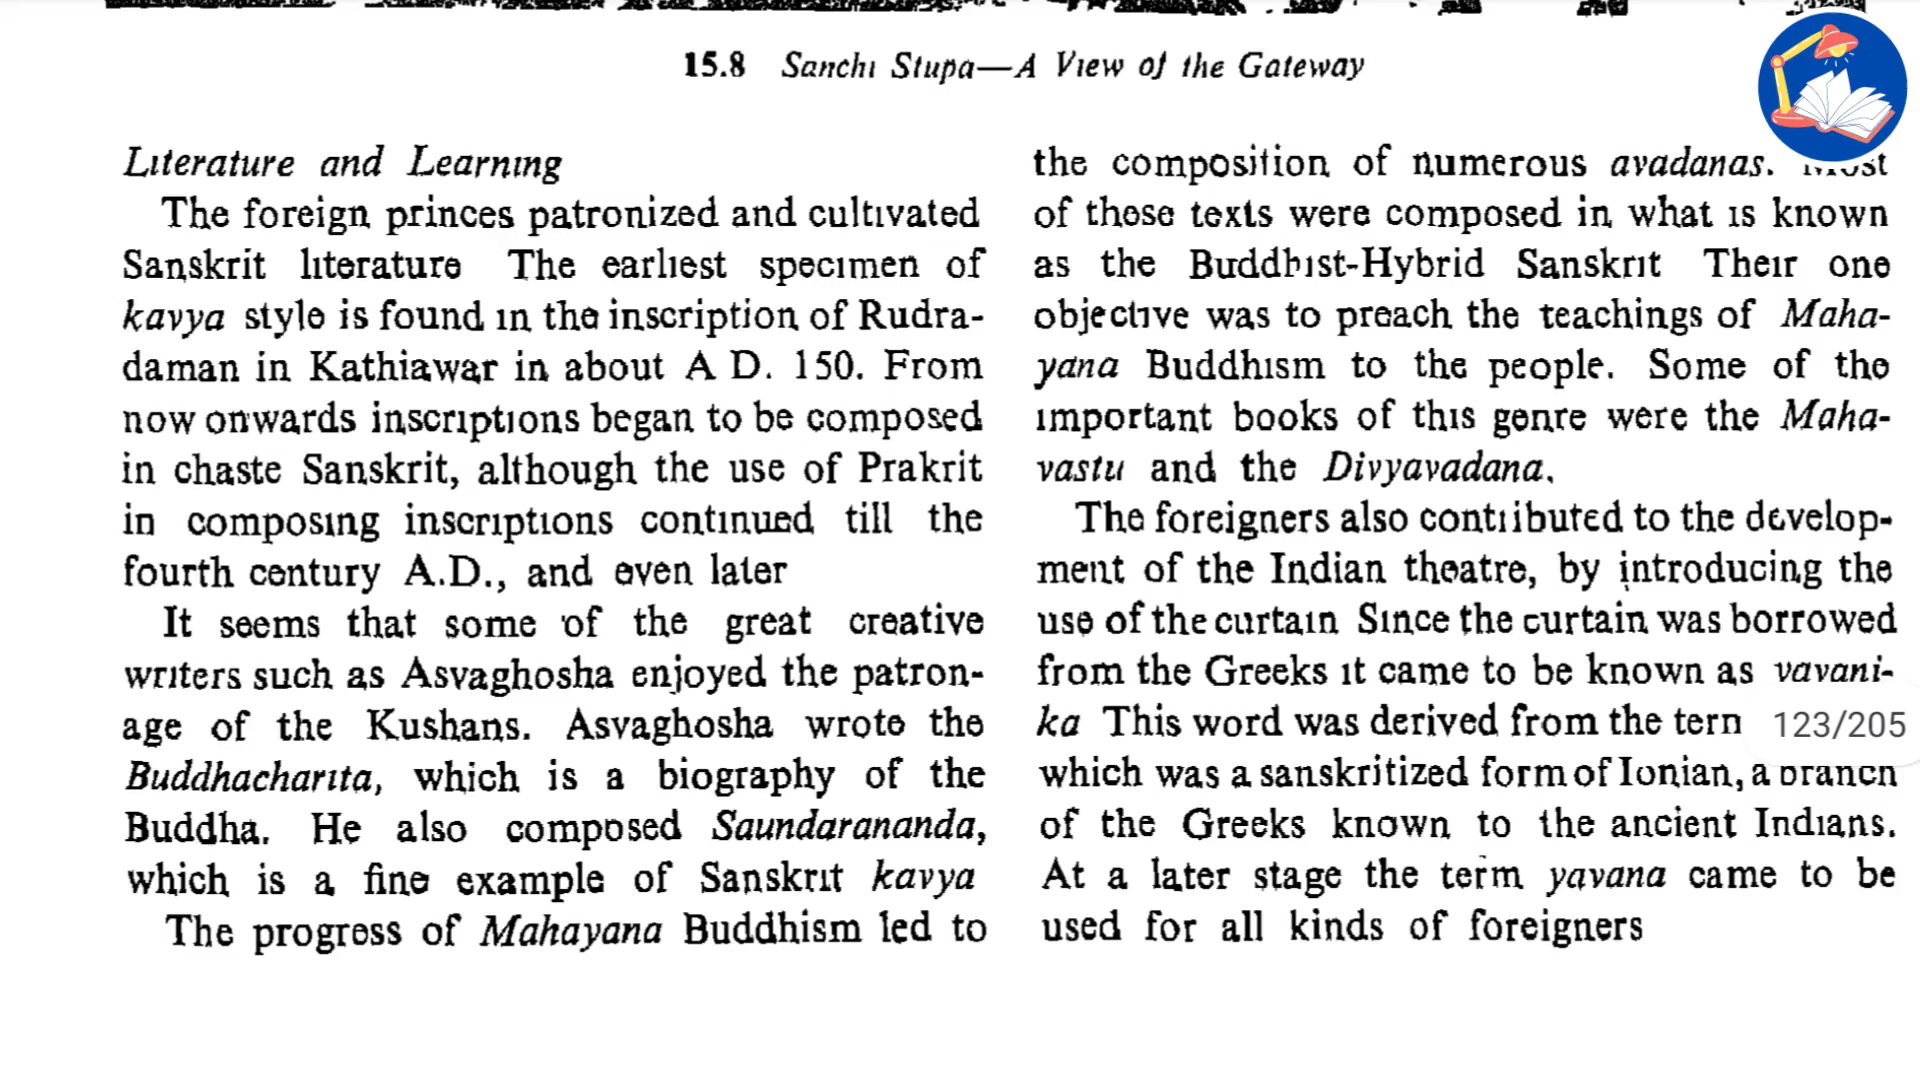 15.8 Sanchi Stupa—A View of the Gateway
Literature and Learning
The foreign princes patronized and cultivated
Sanskrit literature The earliest specimen of
kavya style is found in the inscription of Rudra-
daman in Kathiawar in about A D. 150. From
now onwards inscriptions began to be composed
in chaste Sanskrit, although the use of Prakrit
in composing inscriptions continued till the
fourth century A.D., and even later
It seems that some of the great creative
writers such as Asvaghosha enjoyed the patron-
age of the Kushans. Asvaghosha wrote the
Buddhacharita, which is a biography of the
Buddha. He also composed Saundarananda,
which is a fine example of Sanskrit kavya
The progress of Mahayana Buddhism led to
the composition of numerous avadanas. Most
of these texts were composed in what is known
as the Buddhist-Hybrid Sanskrit Their one
objective was to preach the teachings of Maha-
yana Buddhism to the people. Some of the
important books of this genre were the Maha-
vastu and the Divyavadana.
The foreigners also contributed to the develop-
ment of the Indian theatre, by introducing the
use of the curtain Since the curtain was borrowed
from the Greeks it came to be known as vavani-
ka This word was derived from the
123/205
which was a sanskritized form of Ionian, a branch
of the Greeks known to the ancient Indians.
At a later stage the term yavana came to be
used for all kinds of foreigners